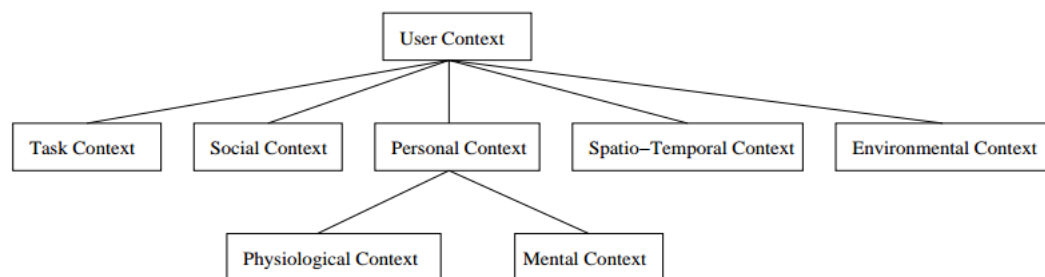 User Context
Task Context
Social Context
Personal Context
Spatio−Temporal Context
Environmental Context
Physiological Context
Mental Context